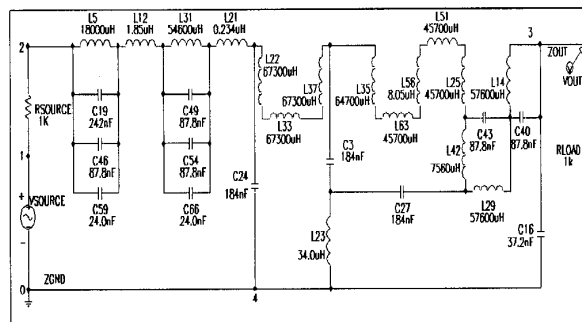 L5
18000uH
L12
1.85uH
L31
54600uH
L21
0.234uH
L51
45700uH
2
3
ZOUT
VOUT
L22
67300uH
L37
67300uH
L33
67300uH
L35
64700uH
L56
8.05uH
L63
45700uH
L25
45700uH
L14
57600uH
RSOURCE
1K
C19
242nF
C46
87.8nF
C59
24.0nF
C49
87.8nF
C54
87.8nF
C66
24.0nF
C24
184nF
C3
184nF
C43
87.8nF
C40
87.8nF
L42
7560uH
RLOAD
1k
1
+
VSOURCE
-
C27
184nF
L29
57600uH
L23
34.0uH
C16
37.2nF
0
ZGND
4